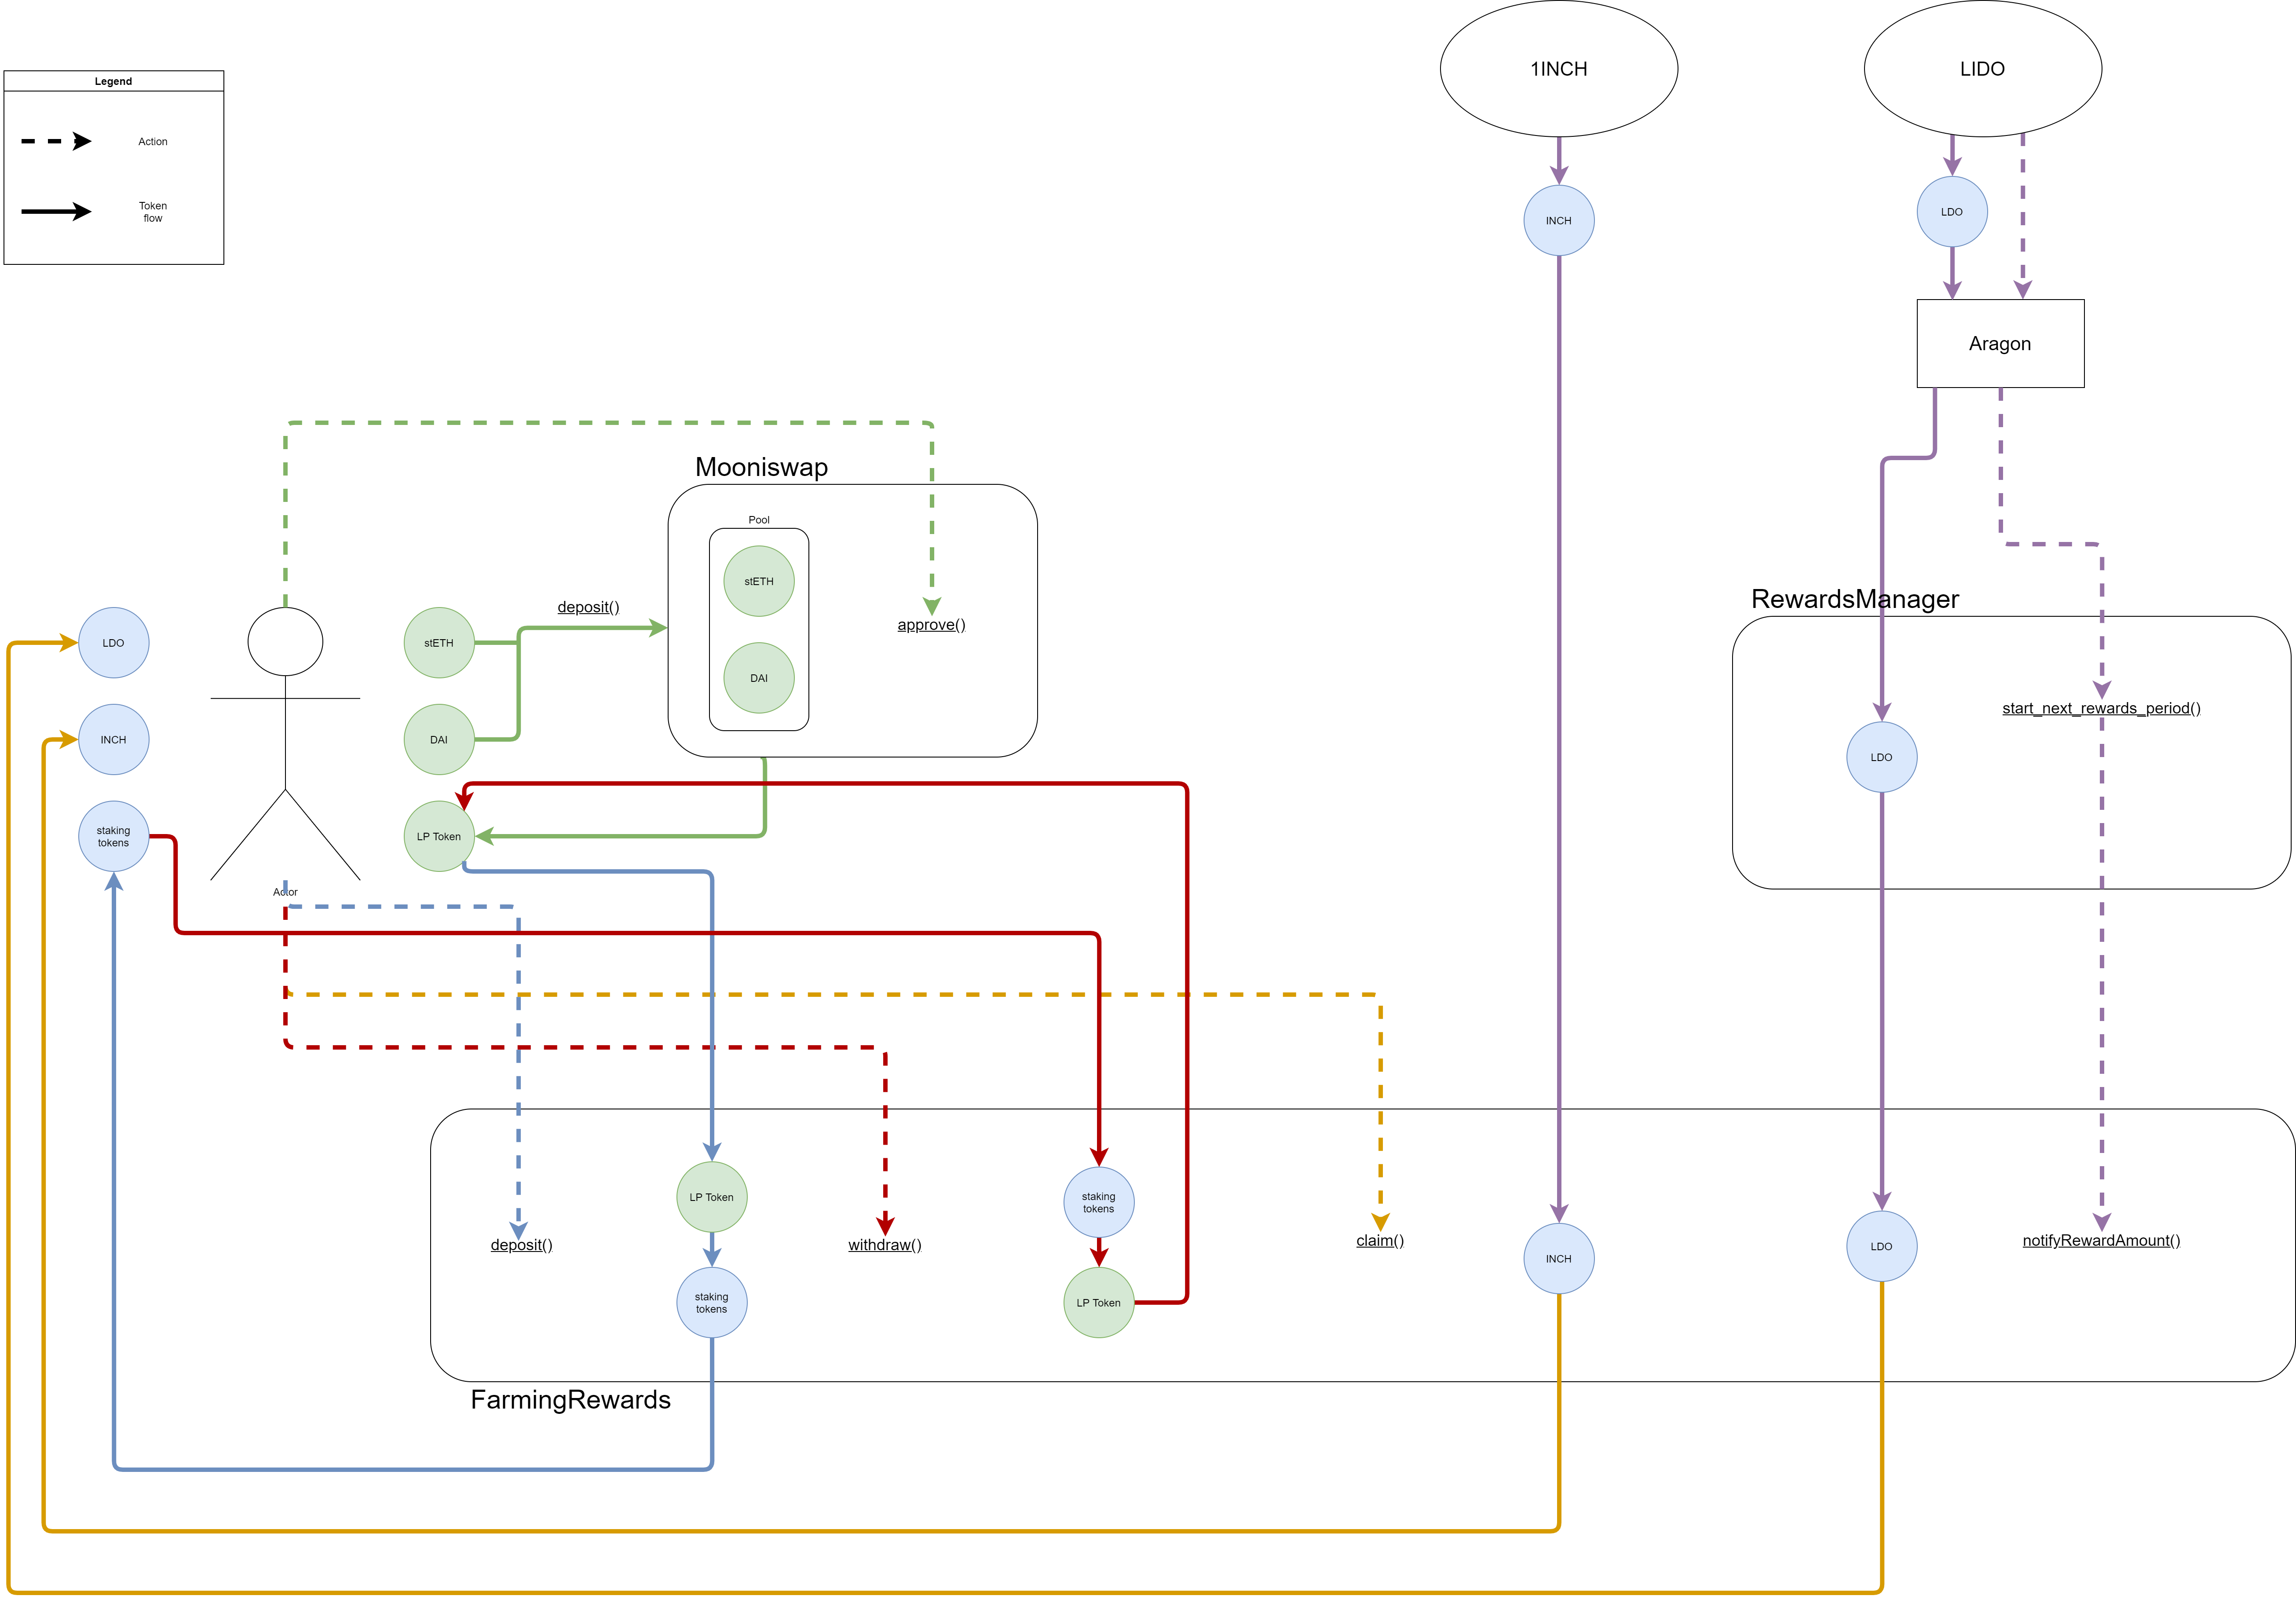 1INCH
LIDO
Legend
Action
Token
flow
INCH
LDO
Aragon
Mooniswap
Pool
stETH
DAI
approve()
deposit()
RewardsManager
start_next_rewards_period()
LDO
LDO
INCH
staking
tokens
Actor
stETH
DAI
LP Token
deposit()
LP Token
staking
tokens
withdraw()
staking
tokens
LP Token
claim()
INCH
LDO
notifyRewardAmount()
FarmingRewards